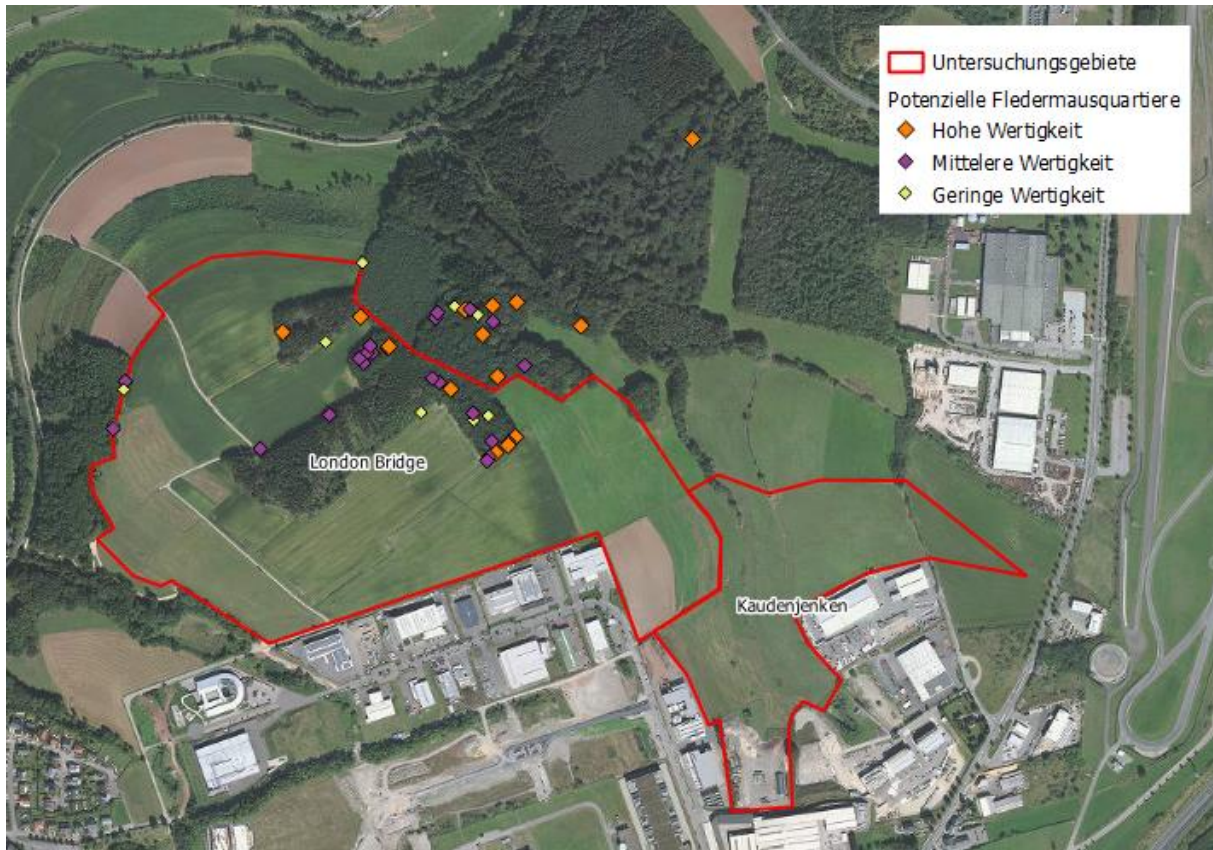 Untersuchungsgebiete
Potenzielle Fledermausquartiere
Hohe Wertigkeit
Mittelere Wertigkeit
Geringe Wertigkeit
London Bridge
Kaudenjenken